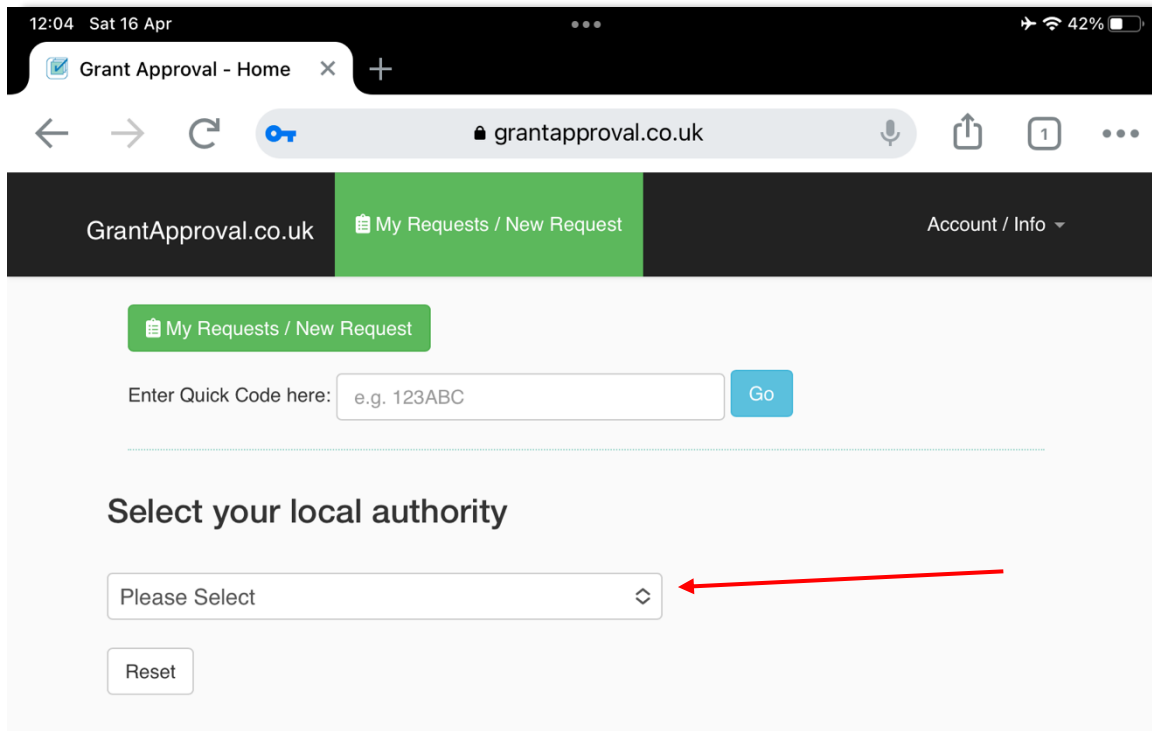 12:04 Sat 16 Apr
42%
Grant Approval - Home
grantapproval.co.uk
1
GrantApproval.co.uk
My Requests / New Request
Account / Info
My Requests / New Request
Enter Quick Code here:
e.g. 123ABC
Go
Select your local authority
Please Select
Reset